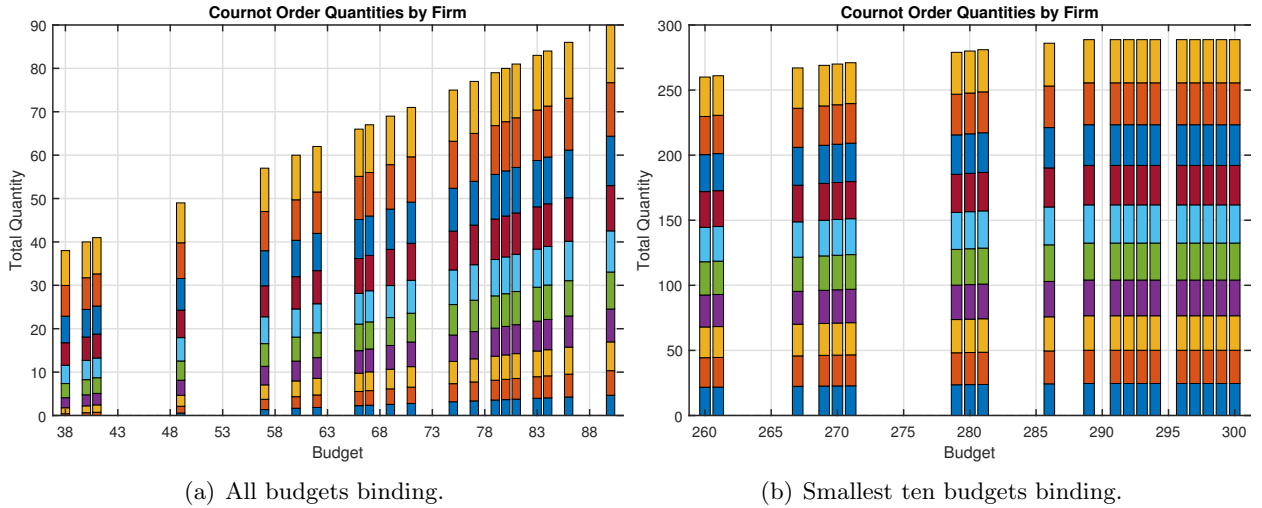 Cournot Order Quantities by Firm
90
80
70
60
50
40
30
20
10
0
Total Quantity
38 43 48 53 58 63 68 73 78 83 88
Budget
(a) All budgets binding.
Cournot Order Quantities by Firm
300
250
200
150
100
50
0
Total Quantity
260 265 270 275 280 285 290 295 300
Budget
(b) Smallest ten budgets binding.